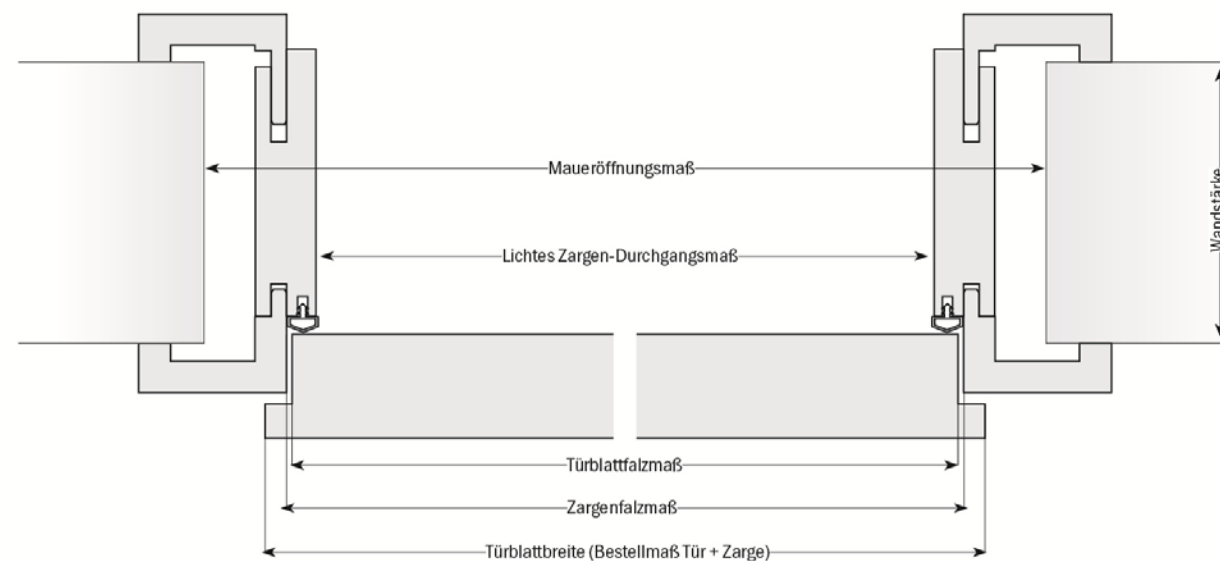 Maueröffnungsmaß
Wandstärke
Lichtes Zargen-Durchgangsmaß
Türblattfalzmaß
Zargenfalzmaß
Türblattbreite (Bestellmaß Tür + Zarge)